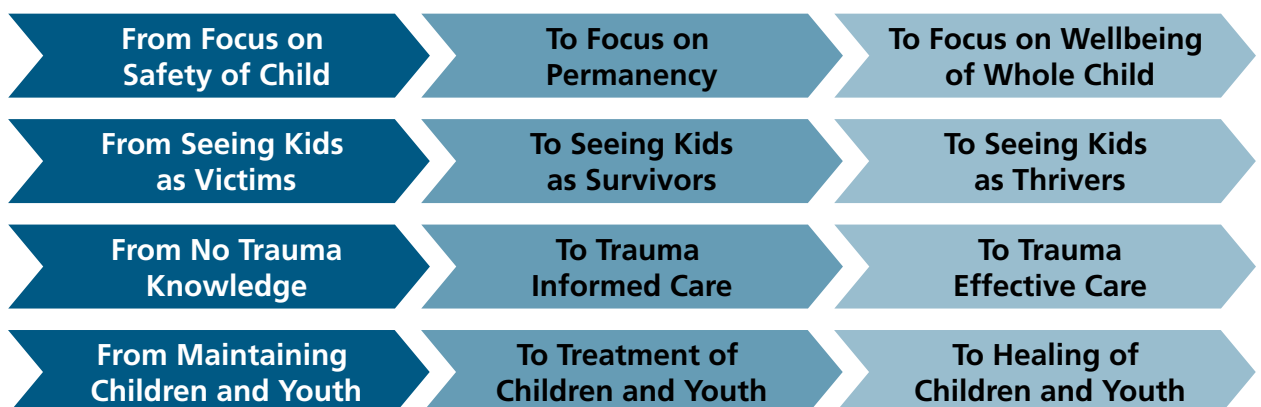 From Focus on
Safety of Child
To Focus on
Permanency
To Focus on Wellbeing
of Whole Child
From Seeing Kids
as Victims
To Seeing Kids
as Survivors
To Seeing Kids
as Thrivers
From No Trauma
Knowledge
To Trauma
Informed Care
To Trauma
Effective Care
From Maintaining
Children and Youth
To Treatment of
Children and Youth
To Healing of
Children and Youth